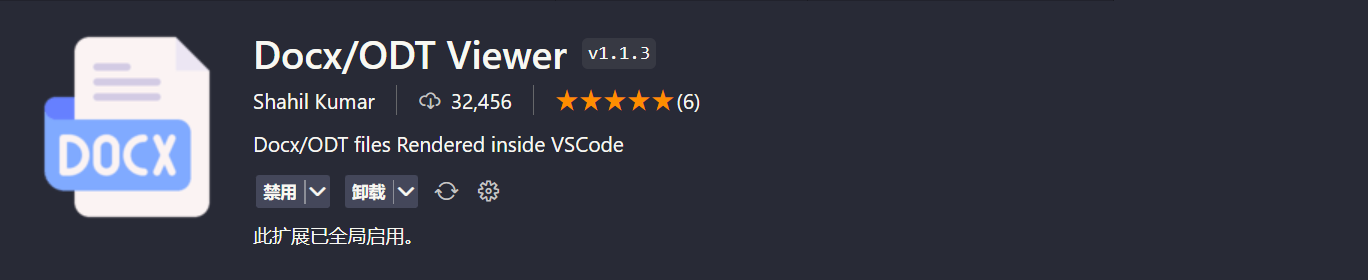 Docx/ODT Viewer v1.1.3
Shahil Kumar 32,456 (6)
DOCX
Docx/ODT files Rendered inside VSCode
禁用 卸载
此扩展已全局启用。